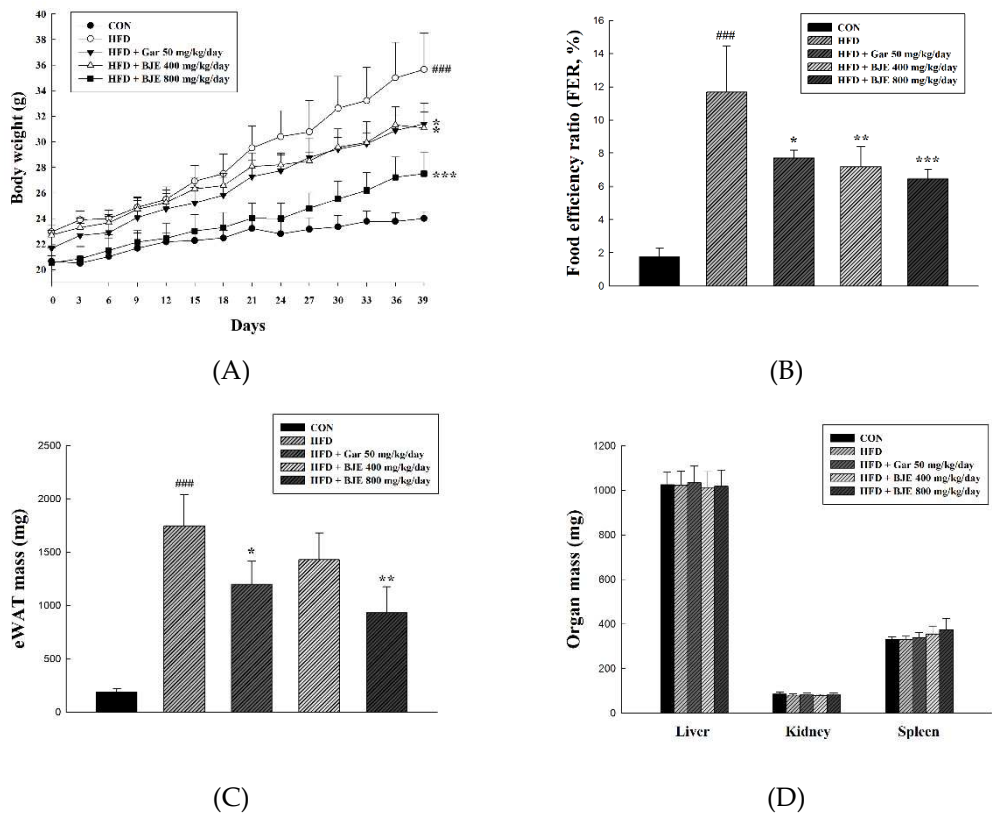 CON
HFD
HFD + Gar 50 mg/kg/day
HFD + BJE 400 mg/kg/day
HFD + BJE 800 mg/kg/day
Body weight (g)
40
38
36
34
32
30
28
26
24
22
20
###
*
*
***
0 3 6 9 12 15 18 21 24 27 30 33 36 39
Days
(A)
CON
HFD
HFD + Gar 50 mg/kg/day
HFD + BJE 400 mg/kg/day
HFD + BJE 800 mg/kg/day
Food efficiency ratio (FER, %)
16
14
12
10
8
6
4
2
0
###
*
**
***
(B)
CON
HFD
HFD + Gar 50 mg/kg/day
HFD + BJE 400 mg/kg/day
HFD + BJE 800 mg/kg/day
eWAT mass (mg)
2500
2000
1500
1000
500
0
###
*
**
(C)
CON
HFD
HFD + Gar 50 mg/kg/day
HFD + BJE 400 mg/kg/day
HFD + BJE 800 mg/kg/day
Organ mass (mg)
1200
1000
800
600
400
200
0
Liver Kidney Spleen
(D)